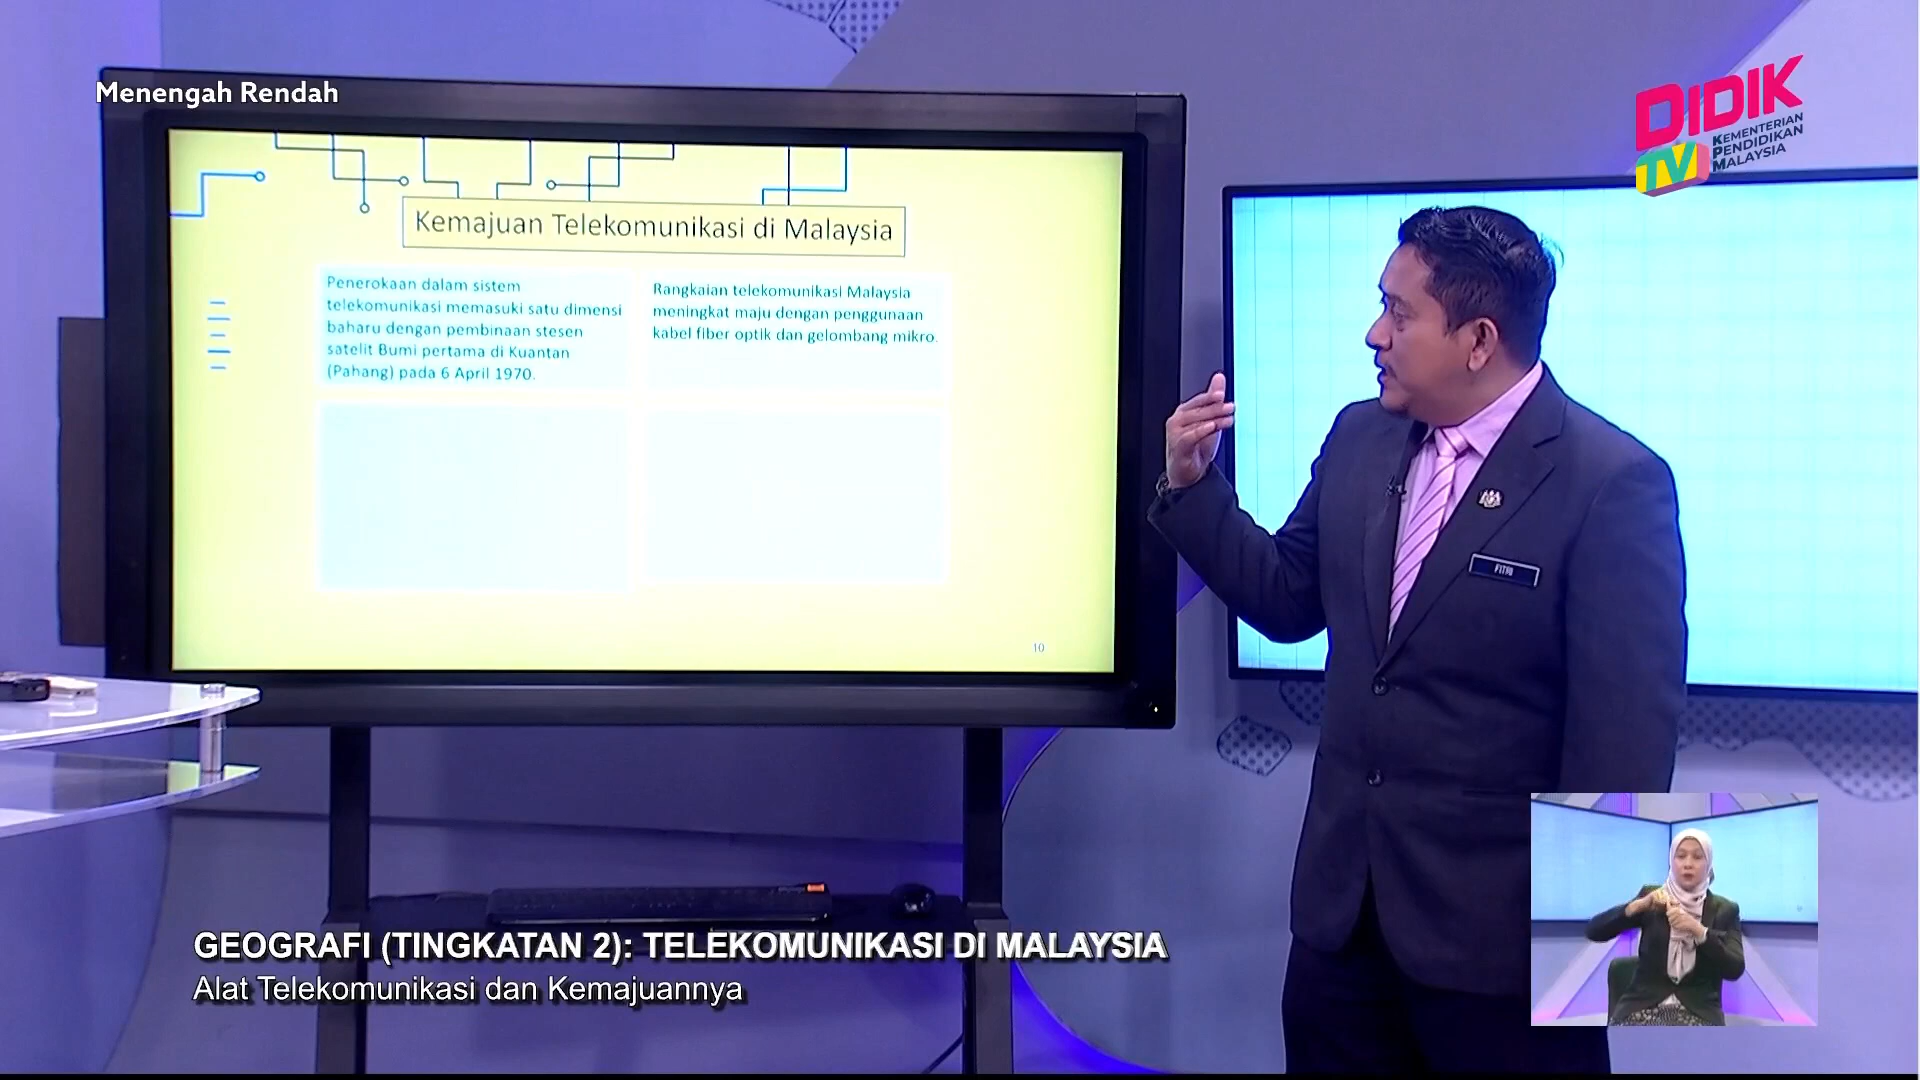 Menengah Rendah
DIDIK
TV
KEMENTERIAN
PENDIDIKAN
MALAYSIA
Kemajuan Telekomunikasi di Malaysia
Penerokaan dalam sistem
telekomunikasi memasuki satu dimensi
baharu dengan pembinaan stesen
satelit Bumi pertama di Kuantan
(Pahang) pada 6 April 1970.
Rangkaian telekomunikasi Malaysia
meningkat maju dengan penggunaan
kabel fiber optik dan gelombang mikro.
10
FITRI
GEOGRAFI (TINGKATAN 2): TELEKOMUNIKASI DI MALAYSIA
Alat Telekomunikasi dan Kemajuannya